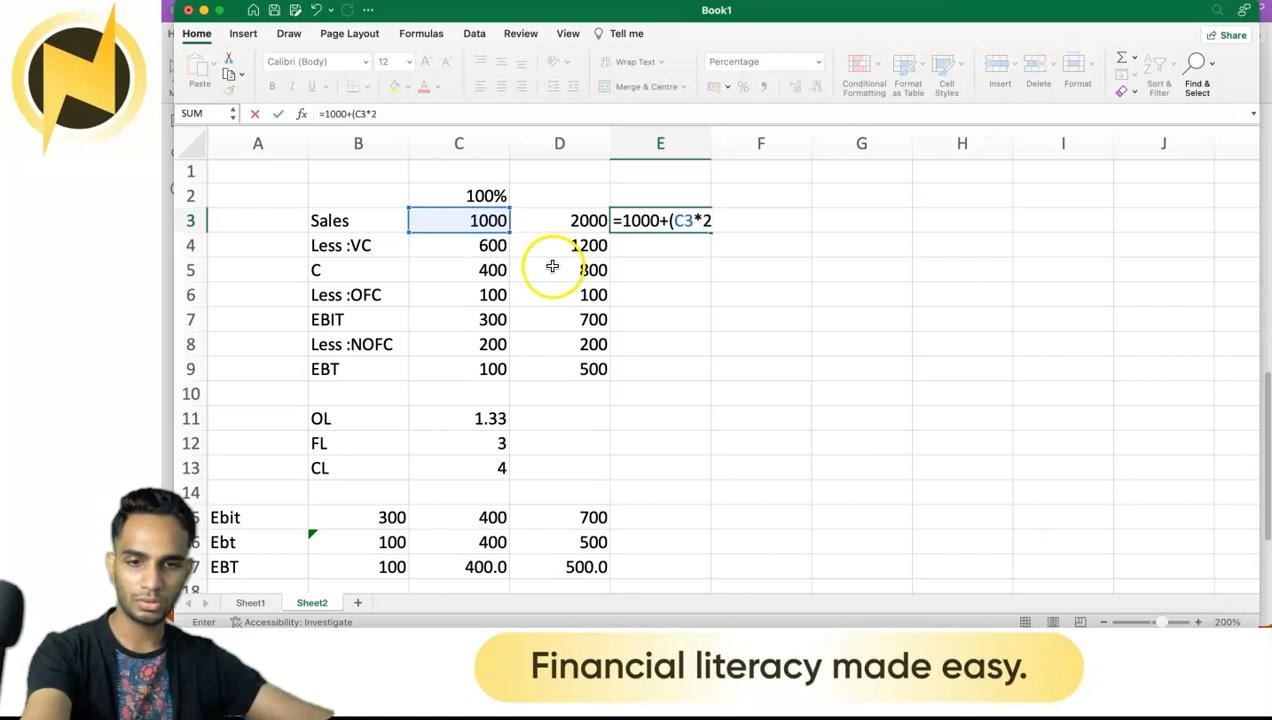 Book1
Home Insert Draw Page Layout Formulas Data Review View Tell me
Share
Calibri (Body) 12 Wrap Text Percentage
Paste Merge & Centre Conditional Formatting Format as Table Cell Styles Insert Delete Format Sort & Filter Find & Select
SUM fx =1000+(C3*2
A B C D E F G H I J
1
2 100%
3 Sales 1000 2000 =1000+(C3*2
4 Less :VC 600 1200
5 C 400 800
6 Less :OFC 100 100
7 EBIT 300 700
8 Less :NOFC 200 200
9 EBT 100 500
10
11 OL 1.33
12 FL 3
13 CL 4
14
5 Ebit 300 400 700
6 Ebt 100 400 500
7 EBT 100 400.0 500.0
18
Sheet1 Sheet2 +
Enter Accessibility: Investigate 200%
Financial literacy made easy.